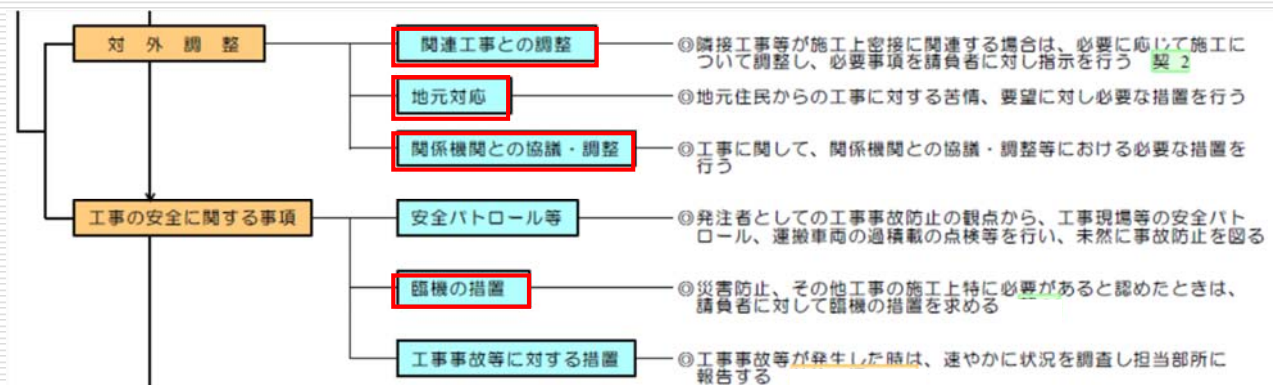 対外調整
関連工事との調整
◎隣接工事等が施工上密接に関連する場合は、必要に応じて施工に
ついて調整し、必要事項を請負者に対し指示を行う 契 2
地元対応
◎地元住民からの工事に対する苦情、要望に対し必要な措置を行う
関係機関との協議・調整
◎工事に関して、関係機関との協議・調整等における必要な措置を
行う
工事の安全に関する事項
安全パトロール等
◎発注者としての工事事故防止の観点から、工事現場等の安全パト
ロール、運搬車両の過積載の点検等を行い、未然に事故防止を図る
臨機の措置
◎災害防止、その他工事の施工上特に必要があると認めたときは、
請負者に対して臨機の措置を求める
工事事故等に対する措置
◎工事事故等が発生した時は、速やかに状況を調査し担当部所に
報告する